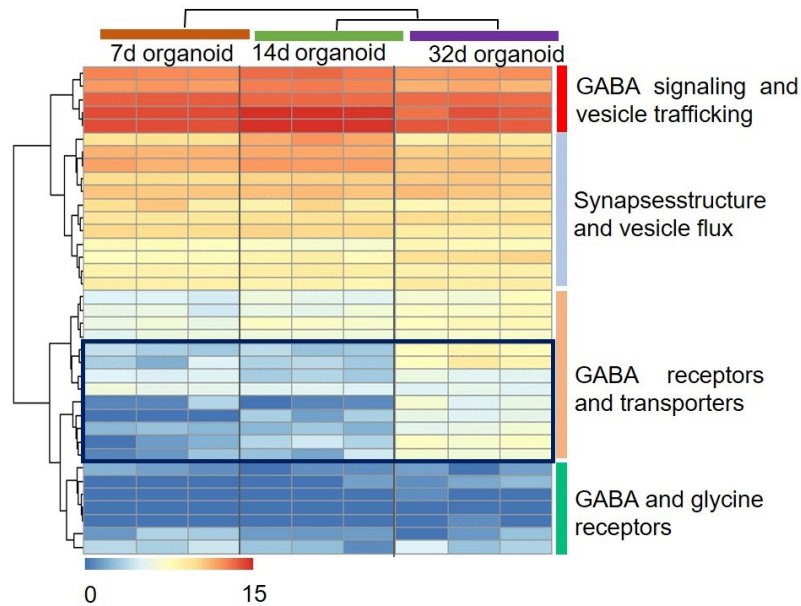 7d organoid 14d organoid 32d organoid
GABA signaling and
vesicle trafficking
Synapsesstructure
and vesicle flux
GABA receptors
and transporters
GABA and glycine
receptors
0 15